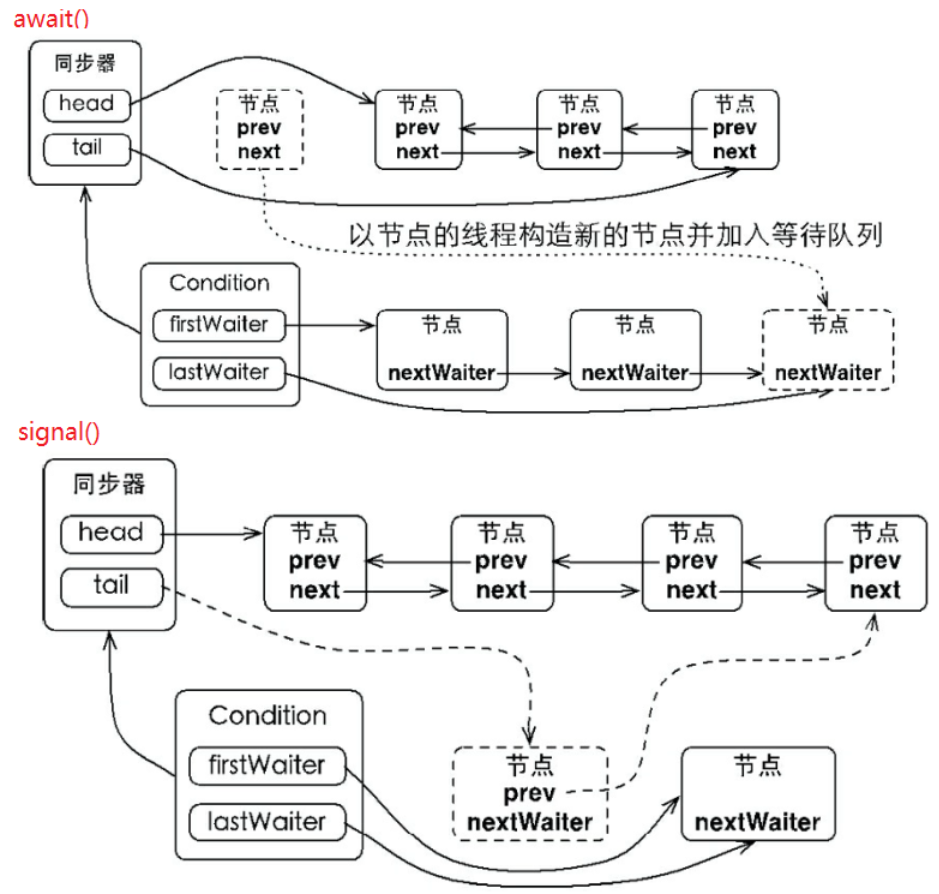 await()
同步器
head
tail
节点
prev
next
节点
prev
next
节点
prev
next
节点
prev
next
以节点的线程构造新的节点并加入等待队列
Condition
firstWaiter
lastWaiter
节点
nextWaiter
节点
nextWaiter
节点
nextWaiter
signal()
同步器
head
tail
节点
prev
next
节点
prev
next
节点
prev
next
节点
prev
next
Condition
firstWaiter
lastWaiter
节点
prev
nextWaiter
节点
nextWaiter